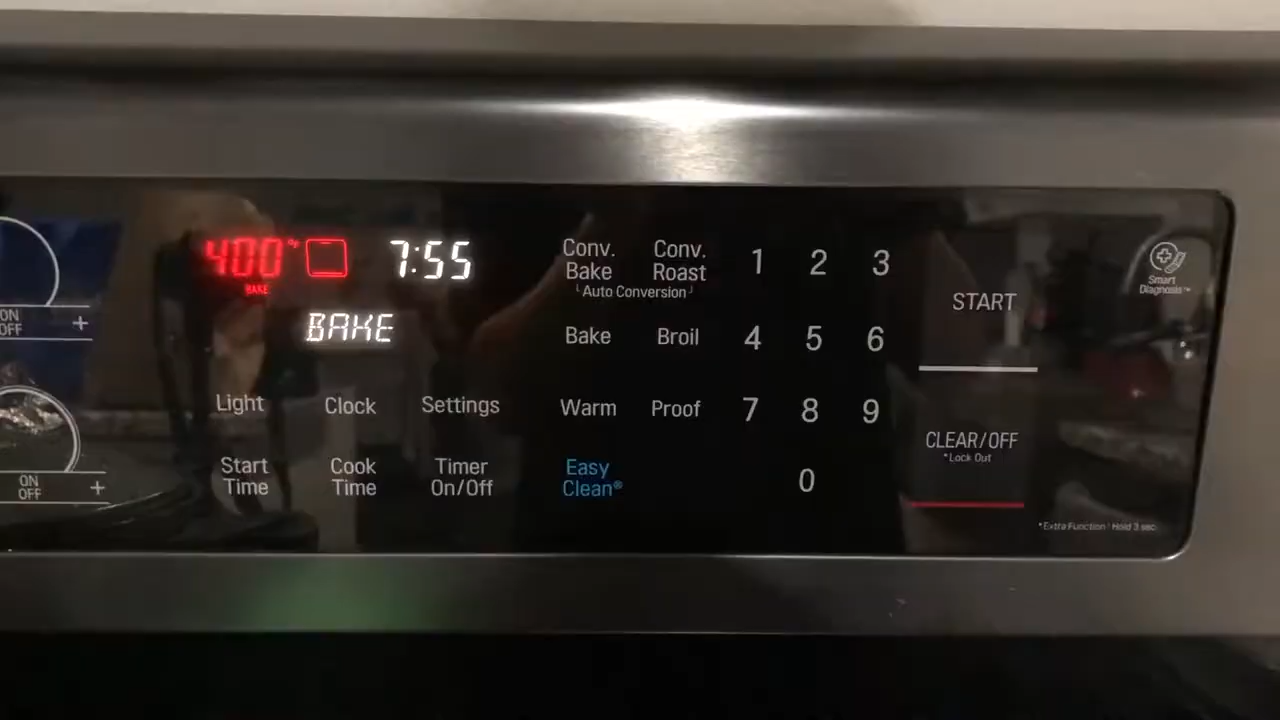 400°F 7:55
BAKE
BAKE
ON
OFF +
ON
OFF +
Light Clock Settings
Start
Time
Cook
Time
Timer
On/Off
Conv.
Bake
Conv.
Roast
Auto Conversion
Bake Broil
Warm Proof
Easy
Clean®
1 2 3
4 5 6
7 8 9
0
START
CLEAR/OFF
*Lock Out
Smart
Diagnosis™
*Extra Function : Hold 3 sec.